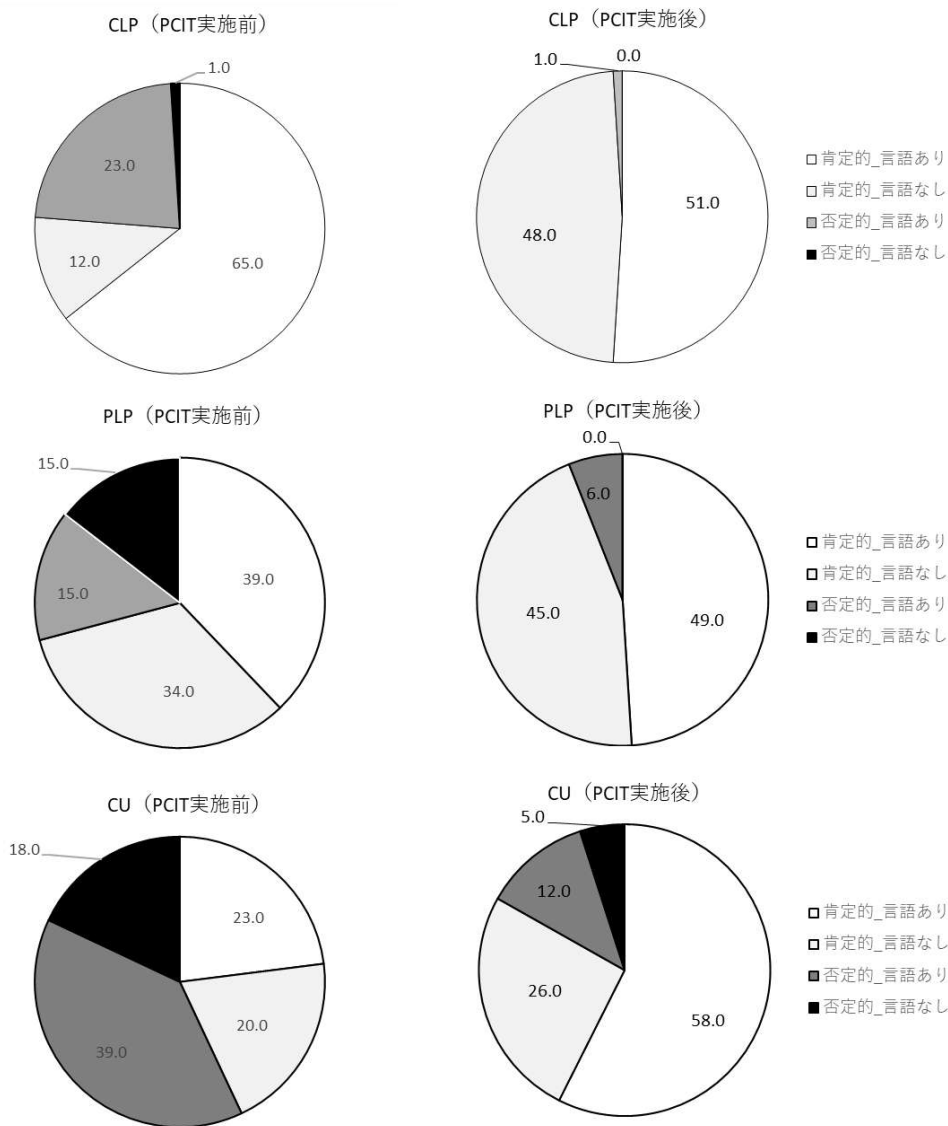 CLP（PCIT実施前）
1.0
23.0
12.0
65.0
CLP（PCIT実施後）
1.0
0.0
48.0
51.0
肯定的_言語あり
肯定的_言語なし
否定的_言語あり
否定的_言語なし
PLP（PCIT実施前）
15.0
39.0
15.0
34.0
PLP（PCIT実施後）
0.0
6.0
45.0
49.0
肯定的_言語あり
肯定的_言語なし
否定的_言語あり
否定的_言語なし
CU（PCIT実施前）
18.0
23.0
20.0
39.0
CU（PCIT実施後）
5.0
12.0
26.0
58.0
肯定的_言語あり
肯定的_言語なし
否定的_言語あり
否定的_言語なし